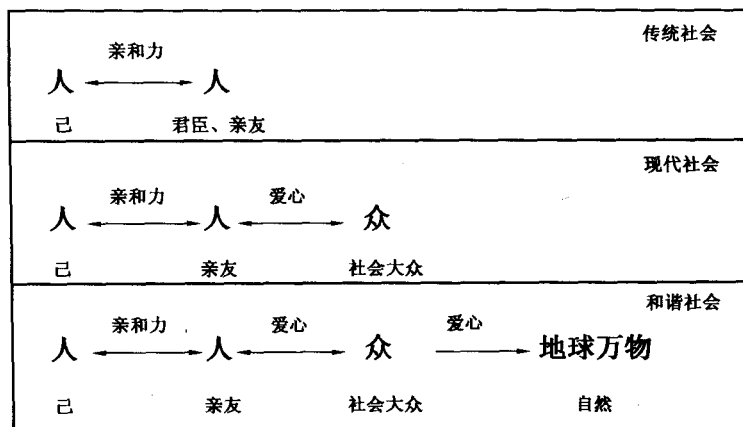 传统社会
亲和力
人 人
己 君臣、亲友
现代社会
亲和力 爱心
人 人 众
己 亲友 社会大众
和谐社会
亲和力 爱心 爱心
人 人 众 地球万物
己 亲友 社会大众 自然